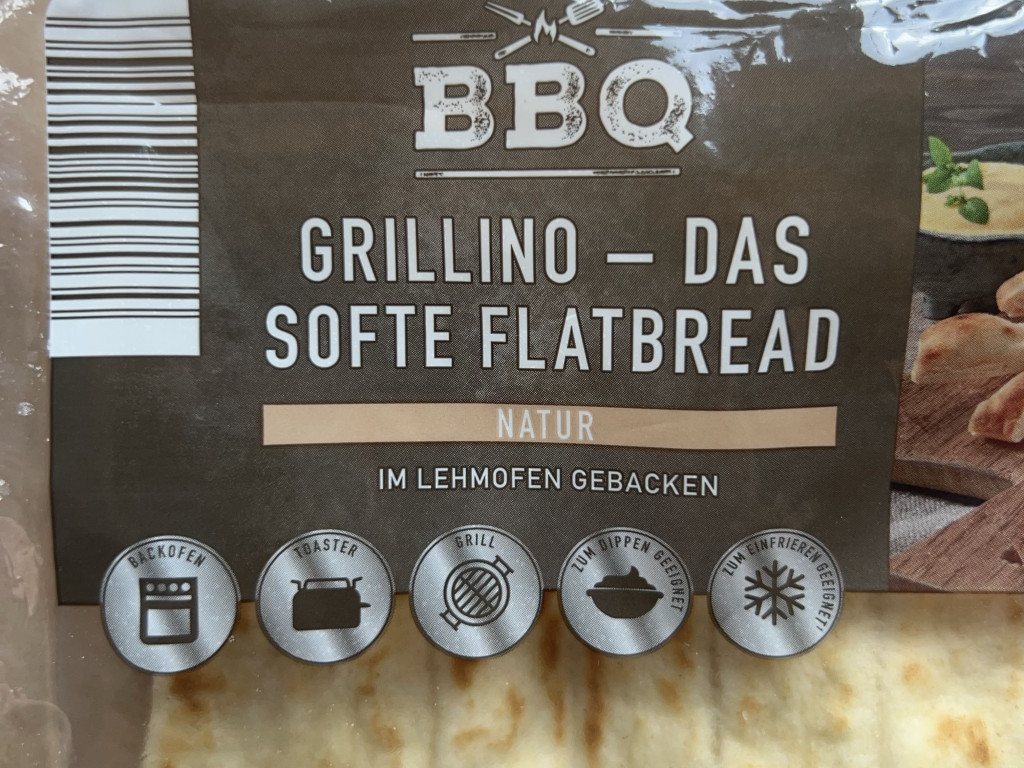 BBQ
GRILLINO – DAS
SOFTE FLATBREAD
NATUR
IM LEHMOFEN GEBACKEN
BACKOFEN
TOASTER
GRILL
ZUM DIPPEN GEEIGNET
ZUM EINFRIEREN GEEIGNET!